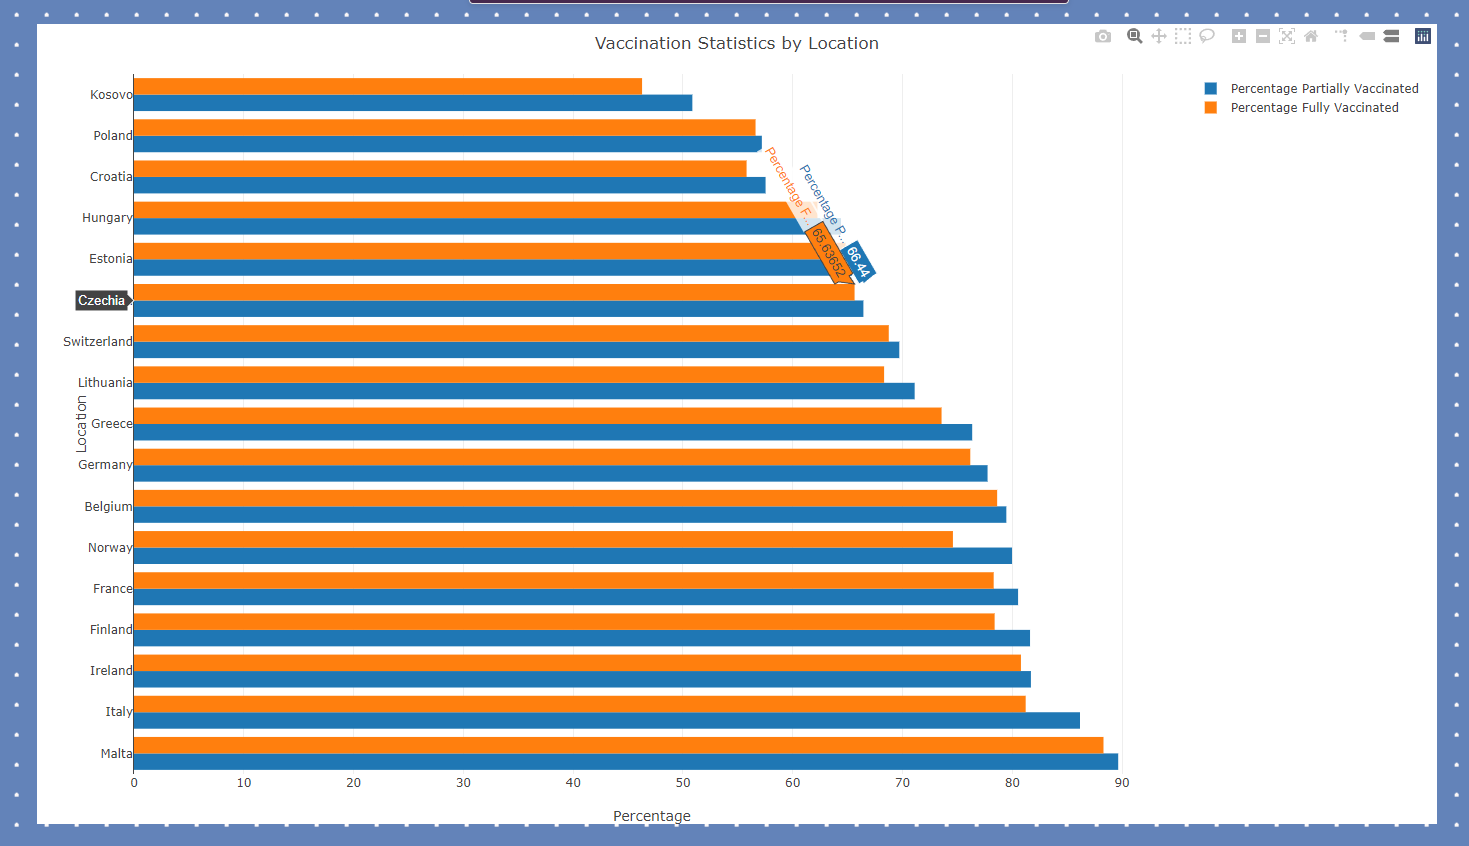 Vaccination Statistics by Location
Percentage Partially Vaccinated
Percentage Fully Vaccinated
Kosovo
Poland
Croatia
Hungary
Estonia
Czechia
Switzerland
Lithuania
Greece
Germany
Belgium
Norway
France
Finland
Ireland
Italy
Malta
Location
Percentage F...
65.63652
Percentage P...
66.44
0 10 20 30 40 50 60 70 80 90
Percentage